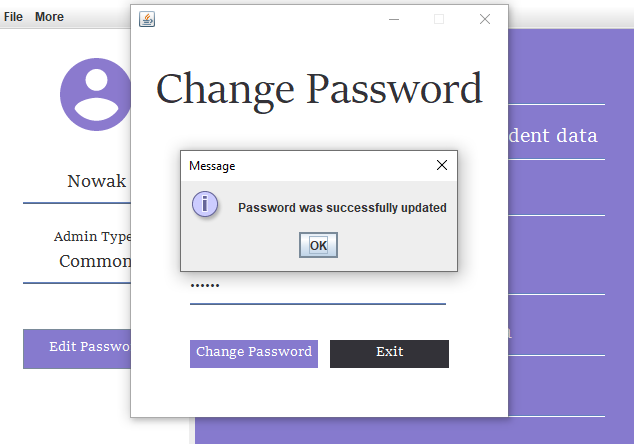 File More
Change Password
Nowak
Admin Type
Common
dent data
Message
Password was successfully updated
OK
Edit
Change Password
Exit